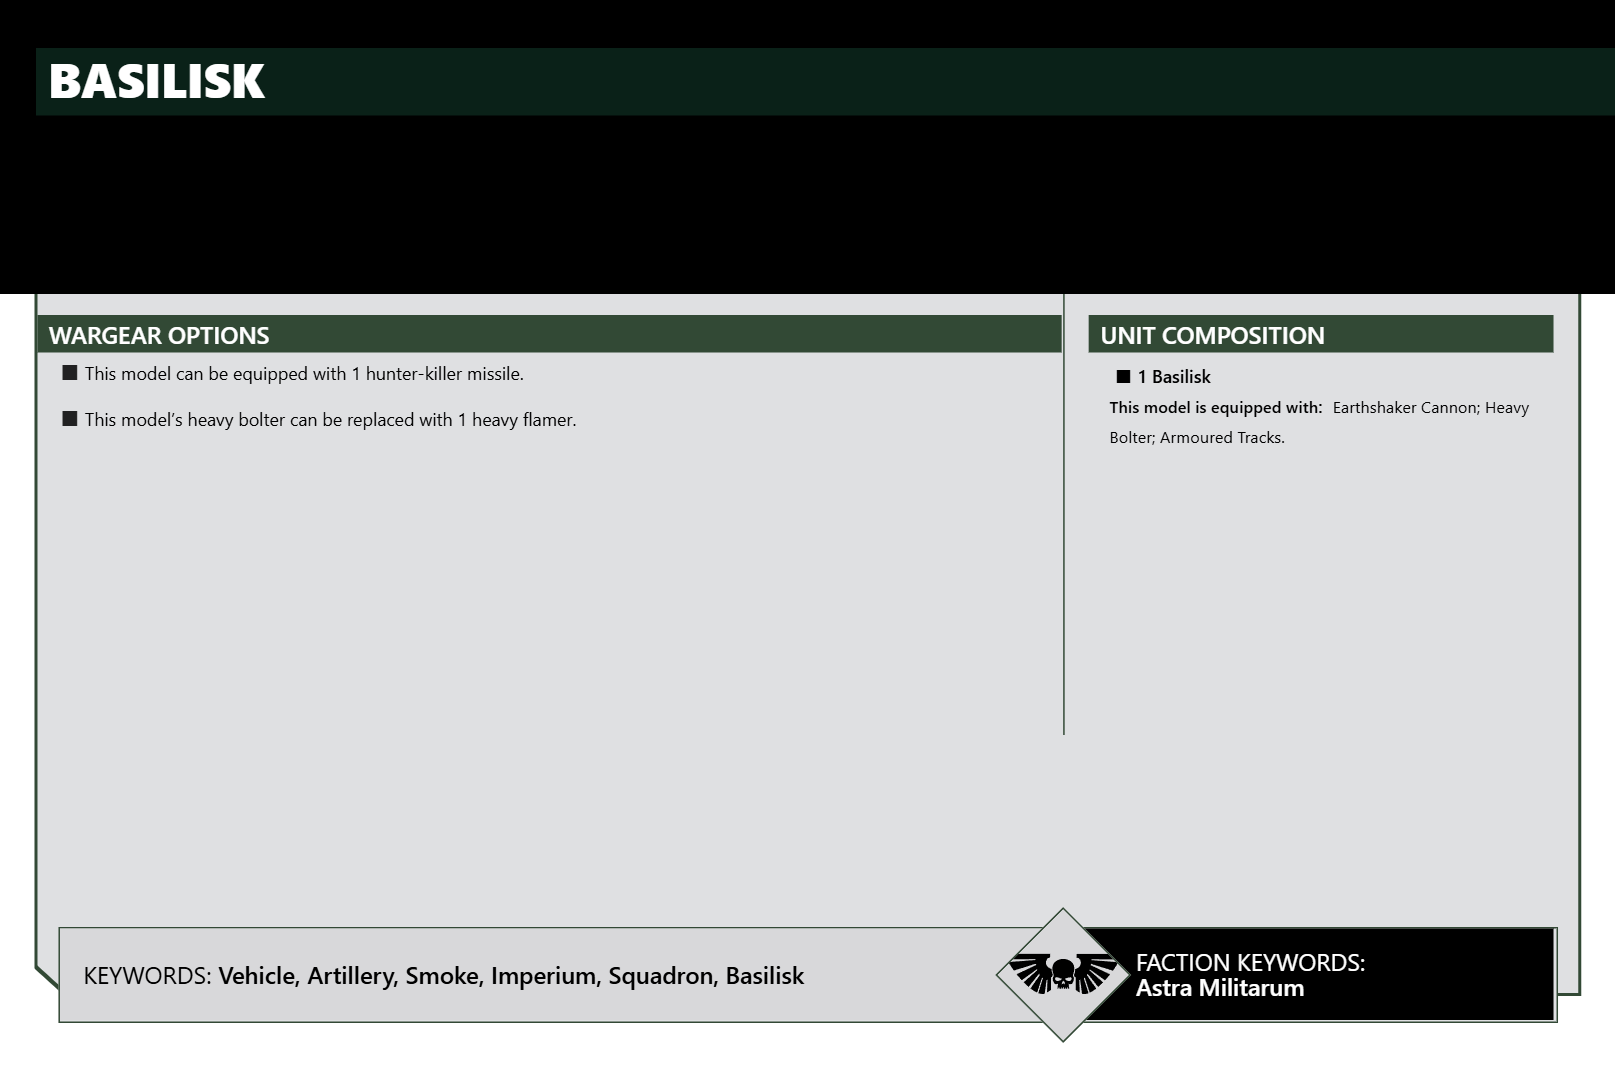 BASILISK
WARGEAR OPTIONS
■ This model can be equipped with 1 hunter-killer missile.
■ This model’s heavy bolter can be replaced with 1 heavy flamer.
UNIT COMPOSITION
■ 1 Basilisk
This model is equipped with: Earthshaker Cannon; Heavy
Bolter; Armoured Tracks.
KEYWORDS: Vehicle, Artillery, Smoke, Imperium, Squadron, Basilisk
FACTION KEYWORDS:
Astra Militarum